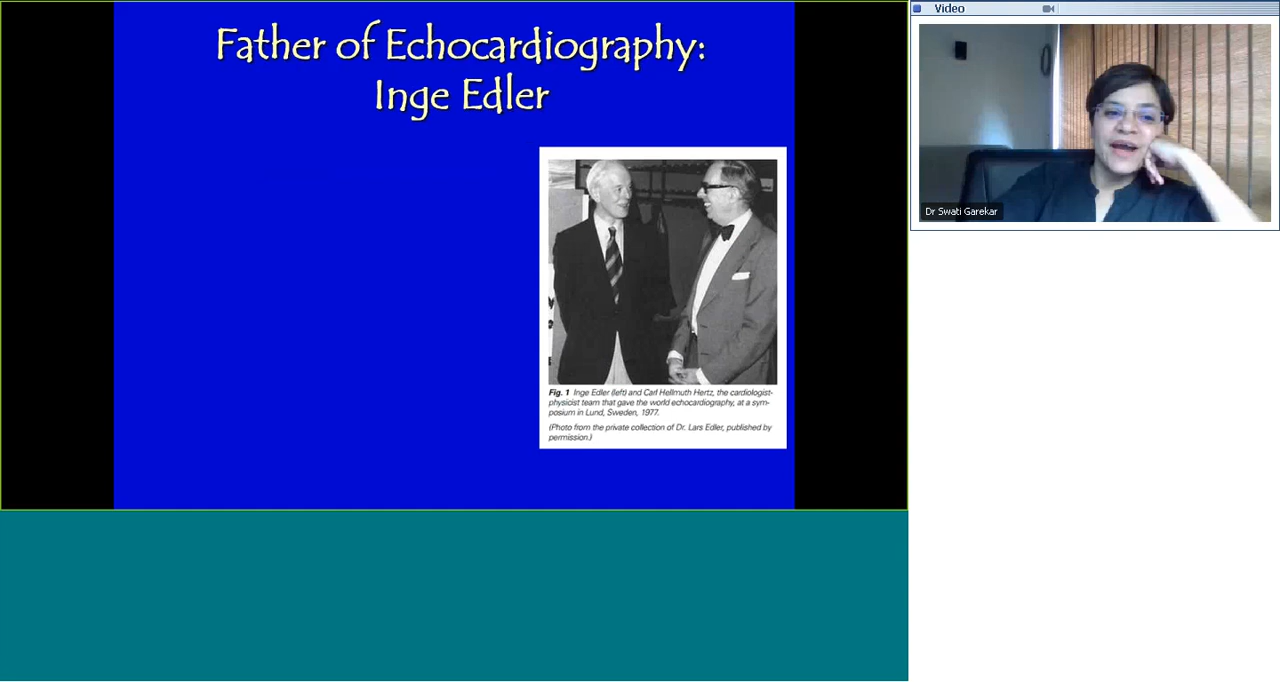 Father of Echocardiography:
Inge Edler
Fig. 1 Inge Edler (left) and Carl Hellmuth Hertz, the cardiologist-
physicist team that gave the world echocardiography, at a sym-
posium in Lund, Sweden, 1977.
(Photo from the private collection of Dr. Lars Edler, published by
permission.)
Video
Dr Swati Garekar